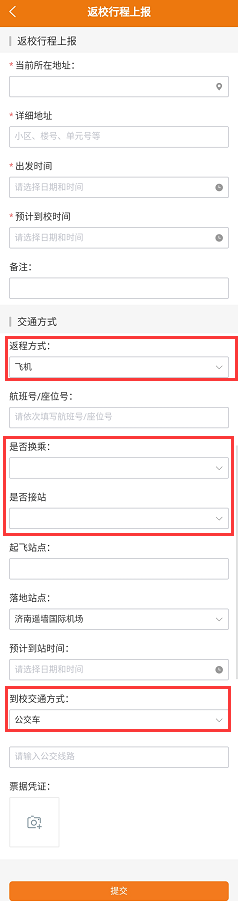 返校行程上报
返校行程上报
*当前所在地址:
*详细地址
小区、楼号、单元号等
*出发时间
请选择日期和时间
*预计到校时间
请选择日期和时间
备注:
交通方式
返程方式:
飞机
航班号/座位号:
请依次填写航班号/座位号
是否换乘:
是否接站
起飞站点:
落地站点:
济南遥墙国际机场
预计到站时间:
请选择日期和时间
到校交通方式:
公交车
请输入公交线路
票据凭证:
提交